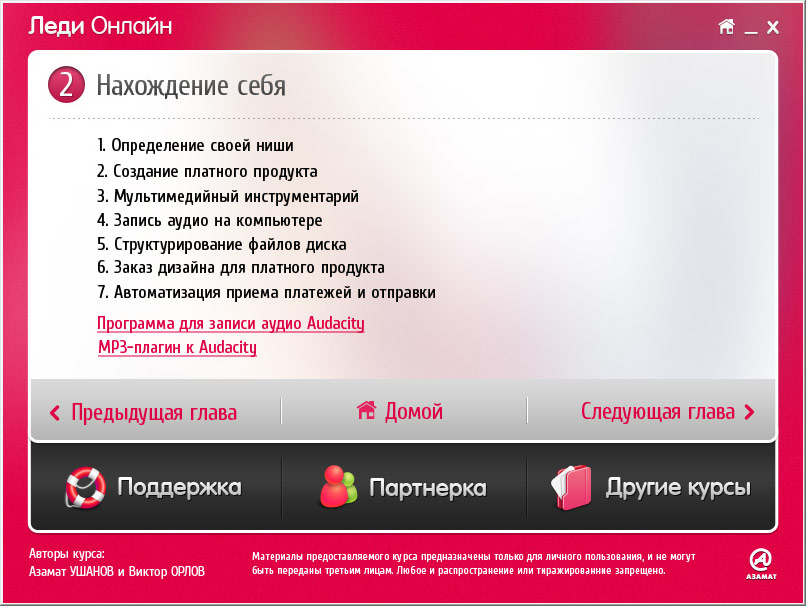 Леди Онлайн
2 Нахождение себя
1. Определение своей ниши
2. Создание платного продукта
3. Мультимедийный инструментарий
4. Запись аудио на компьютере
5. Структурирование файлов диска
6. Заказ дизайна для платного продукта
7. Автоматизация приема платежей и отправки
Программа для записи аудио Audacity
MP3-плагин к Audacity
Предыдущая глава
Домой
Следующая глава
Поддержка
Партнерка
Другие курсы
Авторы курса:
Азамат УШАНОВ и Виктор ОРЛОВ
Материалы предоставляемого курса предназначены только для личного пользования, и не могут
быть переданы третьим лицам. Любое и распространение или тиражированние запрещено.
АЗАМАТ